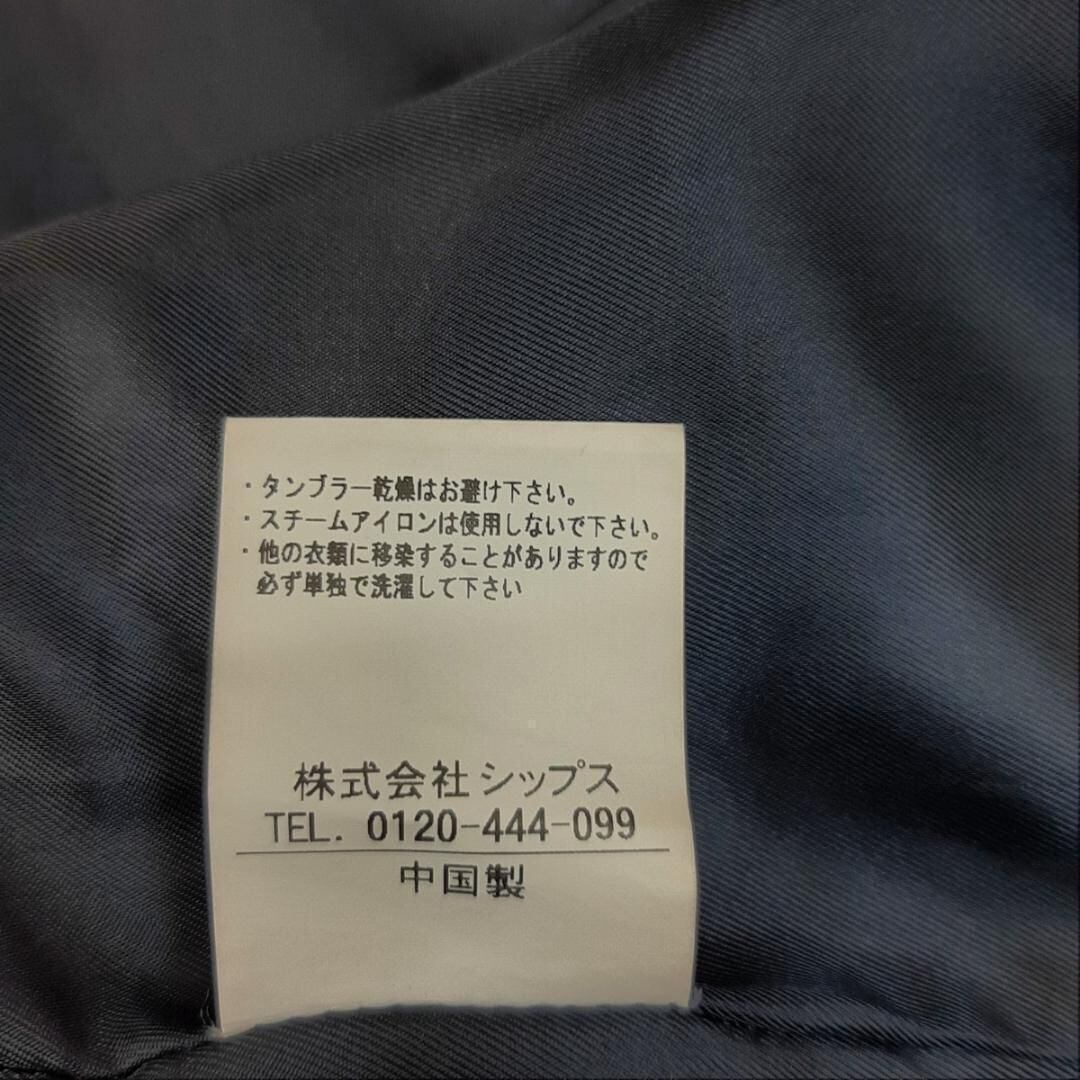 ・タンブラー乾燥はお避け下さい。
・スチームアイロンは使用しないで下さい。
・他の衣類に移染することがありますので
必ず単独で洗濯して下さい
株式会社シップス
TEL. 0120-444-099
中国製